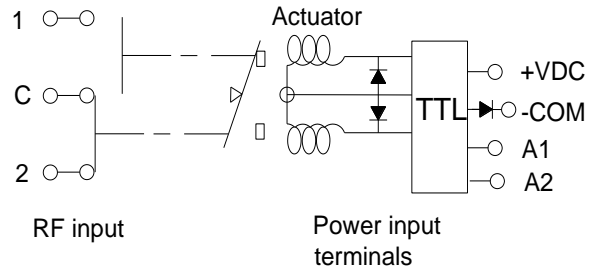 Actuator
1
C
2
TTL
+VDC
-COM
A1
A2
RF input
Power input
terminals